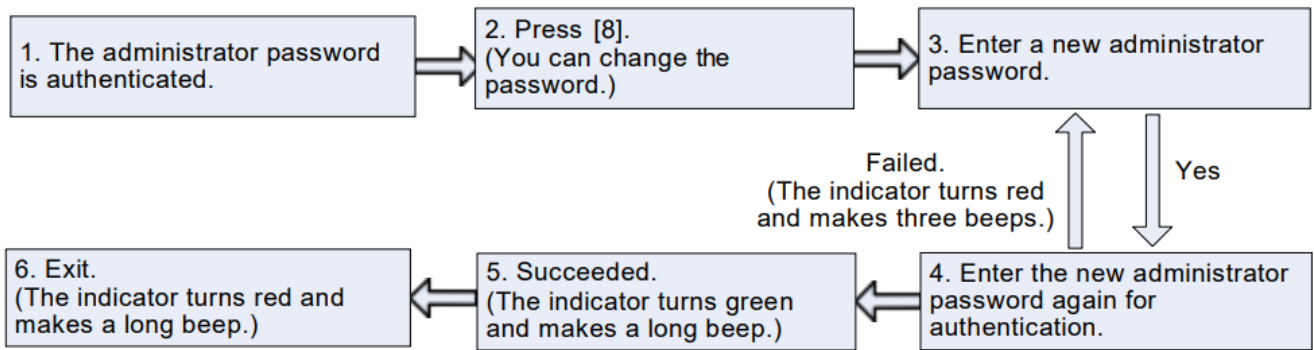 1. The administrator password
is authenticated.
2. Press [8].
(You can change the
password.)
3. Enter a new administrator
password.
Failed.
(The indicator turns red
and makes three beeps.)
Yes
4. Enter the new administrator
password again for
authentication.
5. Succeeded.
(The indicator turns green
and makes a long beep.)
6. Exit.
(The indicator turns red and
makes a long beep.)